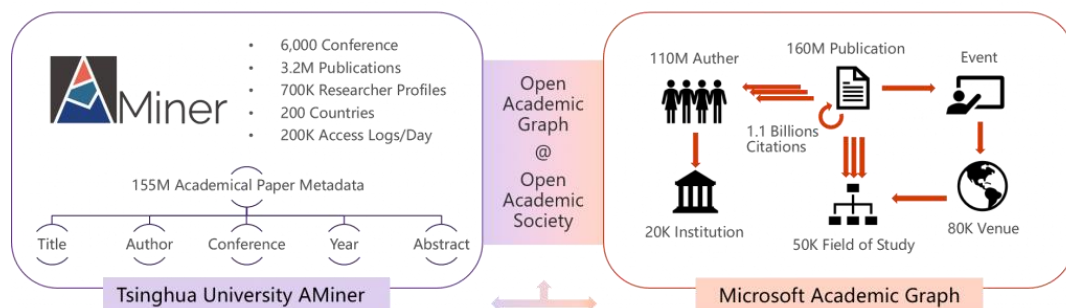 AMiner
• 6,000 Conference
• 3.2M Publications
• 700K Researcher Profiles
• 200 Countries
• 200K Access Logs/Day
155M Academical Paper Metadata
Title
Author
Conference
Year
Abstract
Tsinghua University AMiner
Open
Academic
Graph
@
Open
Academic
Society
110M Auther
160M Publication
Event
1.1 Billions
Citations
20K Institution
50K Field of Study
80K Venue
Microsoft Academic Graph